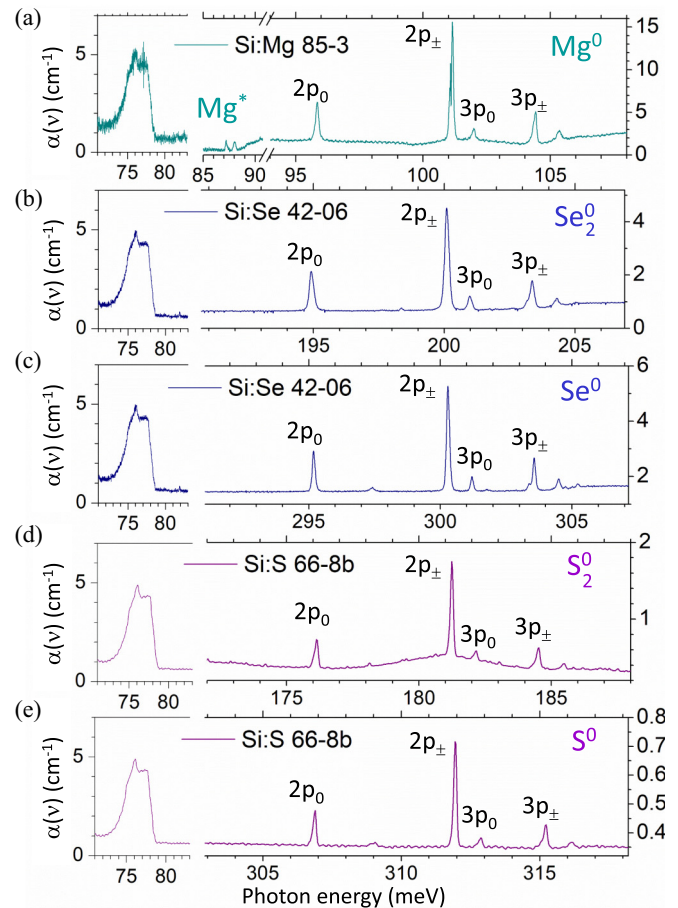 (a)
α(ν) (cm⁻¹)
5
0
75 80
85 90 95 100 105
15
10
5
0
Si:Mg 85-3
Mg*
2p₀
2p±
3p₀
3p±
Mg⁰
(b)
α(ν) (cm⁻¹)
5
0
75 80
195 200 205
4
2
0
Si:Se 42-06
2p₀
2p±
3p₀
3p±
Se₂⁰
(c)
α(ν) (cm⁻¹)
5
0
75 80
295 300 305
6
4
2
Si:Se 42-06
2p₀
2p±
3p₀
3p±
Se⁰
(d)
α(ν) (cm⁻¹)
5
0
75 80
175 180 185
2
1
Si:S 66-8b
2p₀
2p±
3p₀
3p±
S₂⁰
(e)
α(ν) (cm⁻¹)
5
0
75 80
305 310 315
0.8
0.7
0.6
0.5
0.4
Si:S 66-8b
2p₀
2p±
3p₀
3p±
S⁰
Photon energy (meV)